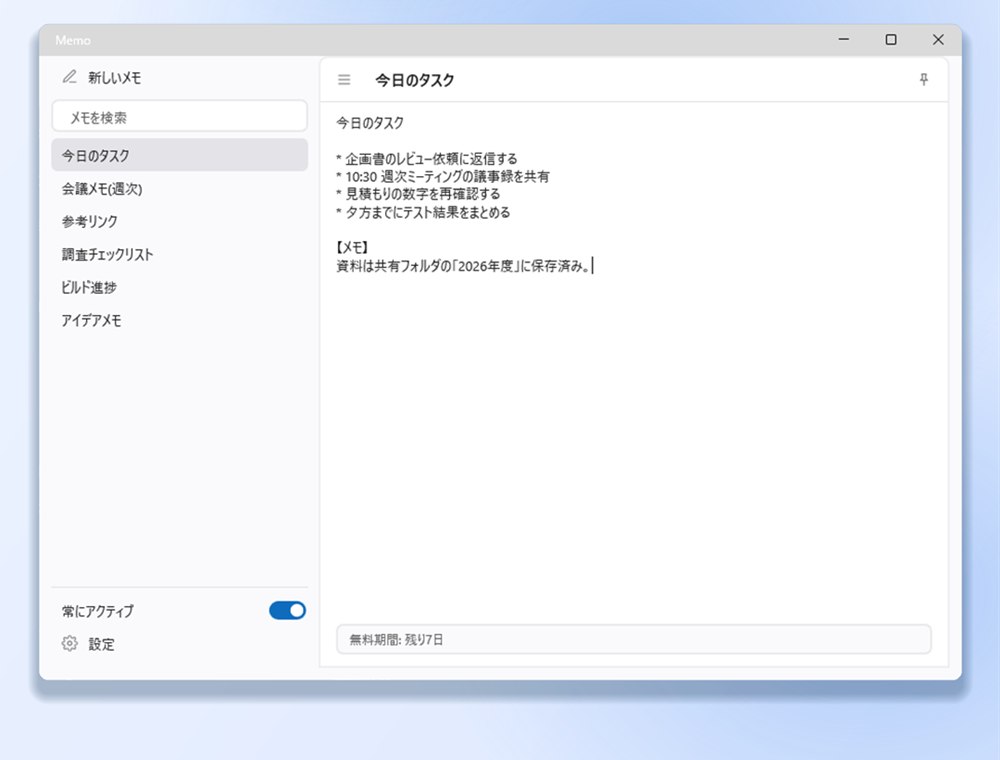 Memo
新しいメモ
メモを検索
今日のタスク
会議メモ(週次)
参考リンク
調査チェックリスト
ビルド進捗
アイデアメモ
常にアクティブ
設定
今日のタスク
今日のタスク
* 企画書のレビュー依頼に返信する
* 10:30 週次ミーティングの議事録を共有
* 見積もりの数字を再確認する
* 夕方までにテスト結果をまとめる
【メモ】
資料は共有フォルダの「2026年度」に保存済み。
無料期間: 残り7日